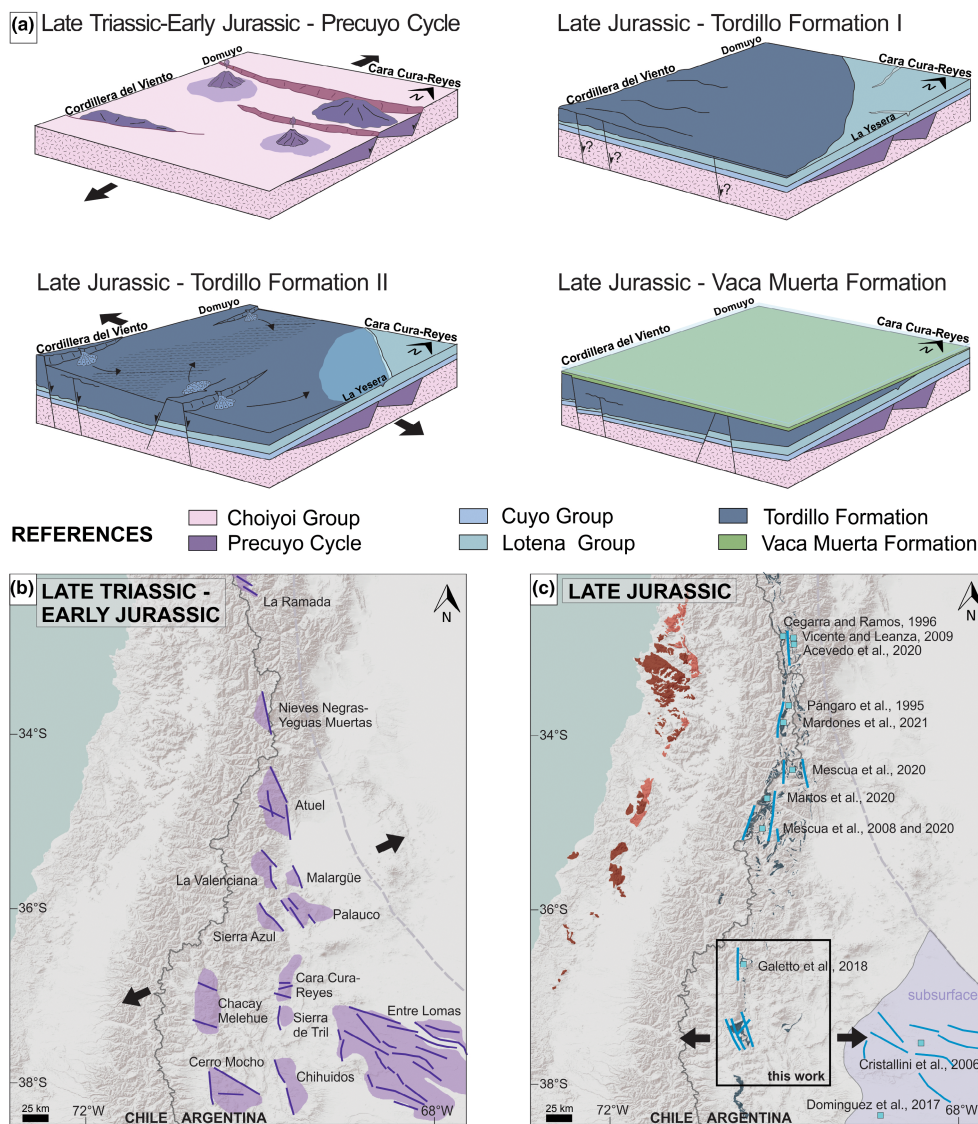 (a) Late Triassic-Early Jurassic - Precuyo Cycle
Domuyo
Cara Cura-Reyes
Cordillera del Viento
N
Late Jurassic - Tordillo Formation I
Domuyo
Cara Cura-Reyes
Cordillera del Viento
N
La Yesera
?
?
?
Late Jurassic - Tordillo Formation II
Domuyo
Cordillera del Viento
Cara Cura-Reyes
N
La Yesera
Late Jurassic - Vaca Muerta Formation
Domuyo
Cara Cura-Reyes
Cordillera del Viento
N
REFERENCES
Choiyoi Group
Precuyo Cycle
Cuyo Group
Lotena Group
Tordillo Formation
Vaca Muerta Formation
(b) LATE TRIASSIC -
EARLY JURASSIC
N
La Ramada
Nieves Negras-
Yeguas Muertas
34°S
Atuel
La Valenciana
Malargüe
36°S
Palauco
Sierra Azul
Cara Cura-
Reyes
Chacay
Melehue
Sierra
de Tril
Entre Lomas
Cerro Mocho
Chihuidos
38°S
25 km
72°W
CHILE
ARGENTINA
68°W
(c) LATE JURASSIC
N
Cegarra and Ramos, 1996
Vicente and Leanza, 2009
Acevedo et al., 2020
Pángaro et al., 1995
Mardones et al., 2021
34°S
Mescua et al., 2020
Martos et al., 2020
Mescua et al., 2008 and 2020
36°S
Galetto et al., 2018
subsurface
Cristallini et al., 2006
this work
38°S
Dominguez et al., 2017
25 km
72°W
CHILE
ARGENTINA
68°W